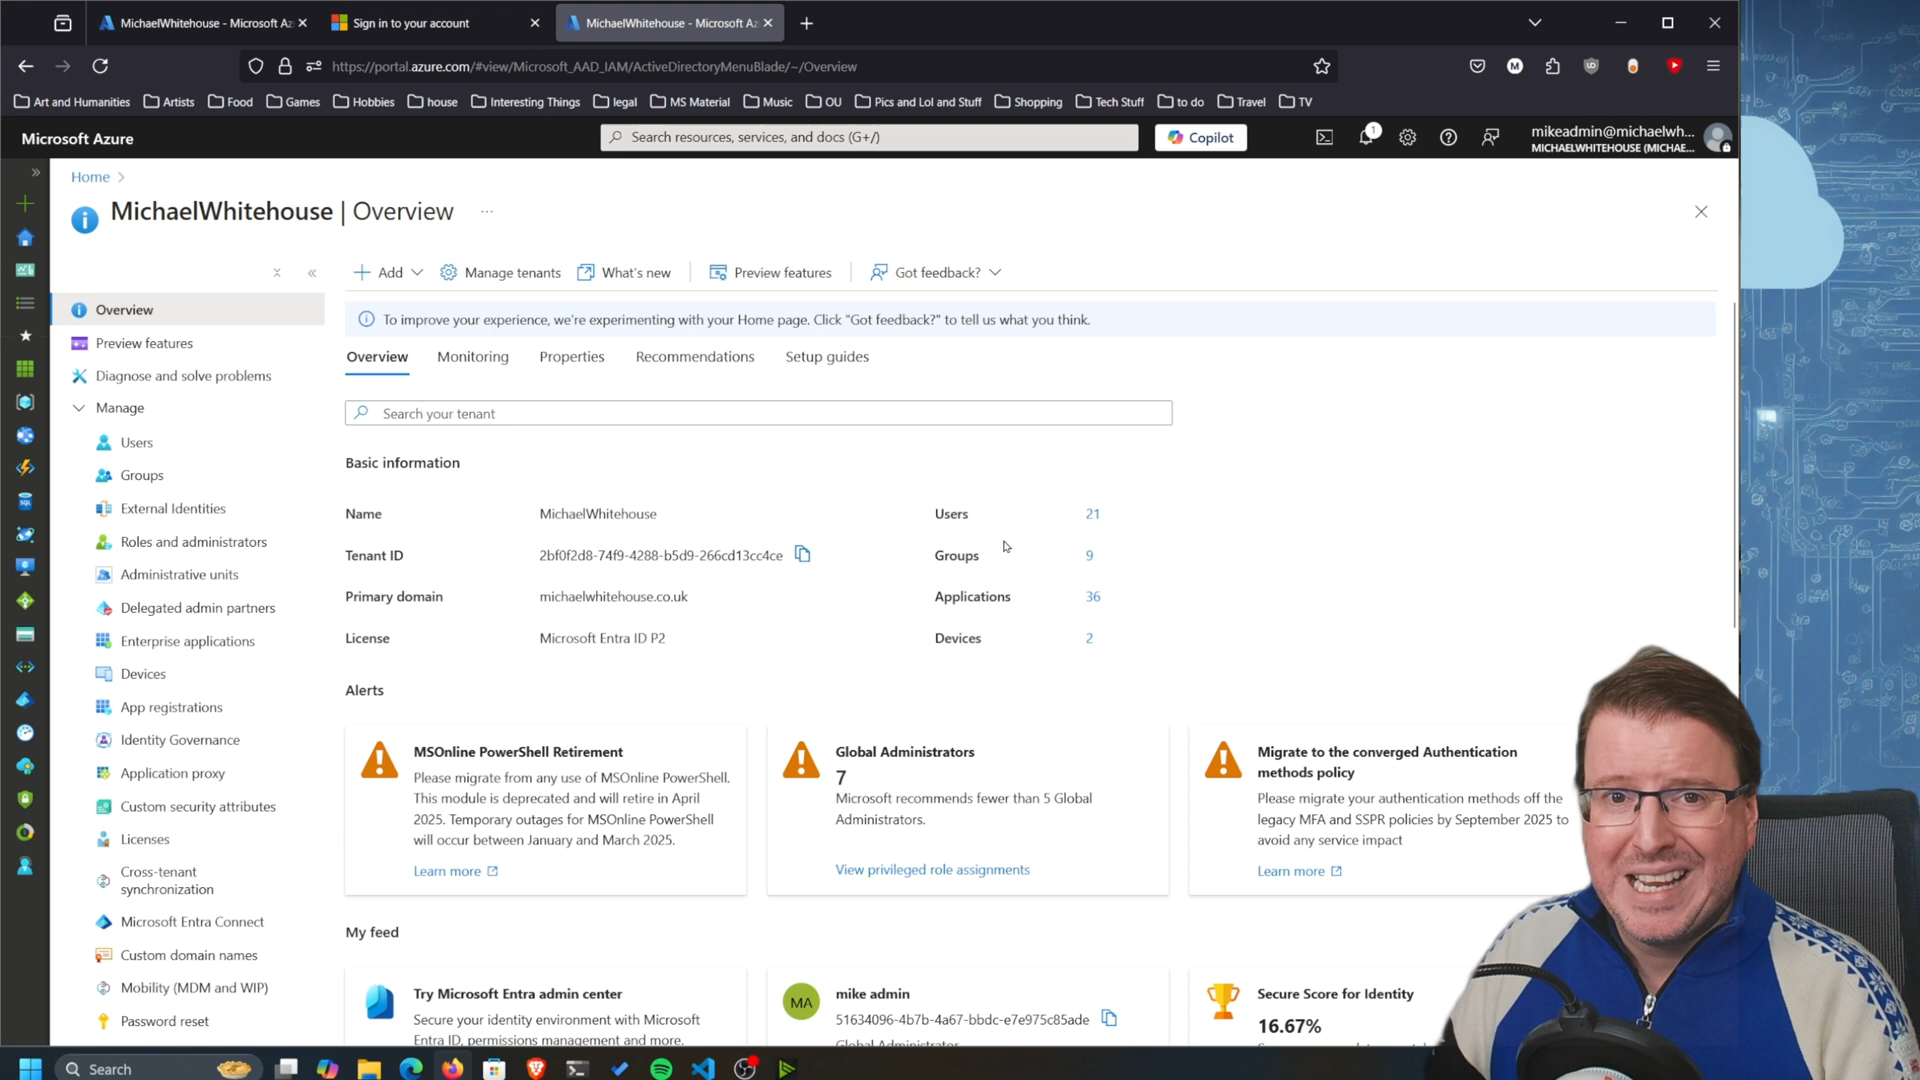 MichaelWhitehouse - Microsoft Az
Sign in to your account
MichaelWhitehouse - Microsoft Az
https://portal.azure.com/#view/Microsoft_AAD_IAM/ActiveDirectoryMenuBlade/~/Overview
Art and Humanities Artists Food Games Hobbies house Interesting Things legal MS Material Music OU Pics and Lol and Stuff Shopping Tech Stuff to do Travel TV
Microsoft Azure
Search resources, services, and docs (G+/)
Copilot
1
mikeadmin@michaelwh...
MICHAELWHITEHOUSE (MICHAE...
Home
MichaelWhitehouse | Overview
Add
Manage tenants
What's new
Preview features
Got feedback?
Overview
Preview features
Diagnose and solve problems
Manage
Users
Groups
External Identities
Roles and administrators
Administrative units
Delegated admin partners
Enterprise applications
Devices
App registrations
Identity Governance
Application proxy
Custom security attributes
Licenses
Cross-tenant
synchronization
Microsoft Entra Connect
Custom domain names
Mobility (MDM and WIP)
Password reset
To improve your experience, we're experimenting with your Home page. Click "Got feedback?" to tell us what you think.
Overview Monitoring Properties Recommendations Setup guides
Search your tenant
Basic information
Name MichaelWhitehouse Users 21
Tenant ID 2bf0f2d8-74f9-4288-b5d9-266cd13cc4ce Groups 9
Primary domain michaelwhitehouse.co.uk Applications 36
License Microsoft Entra ID P2 Devices 2
Alerts
MSOnline PowerShell Retirement
Please migrate from any use of MSOnline PowerShell.
This module is deprecated and will retire in April
2025. Temporary outages for MSOnline PowerShell
will occur between January and March 2025.
Learn more
Global Administrators
7
Microsoft recommends fewer than 5 Global
Administrators.
View privileged role assignments
Migrate to the converged Authentication
methods policy
Please migrate your authentication methods off the
legacy MFA and SSPR policies by September 2025 to
avoid any service impact
Learn more
My feed
Try Microsoft Entra admin center
Secure your identity environment with Microsoft
Entra ID, permissions management and more.
MA
mike admin
51634096-4b7b-4a67-bbdc-e7e975c85ade
Global Administrator
Secure Score for Identity
16.67%
Search